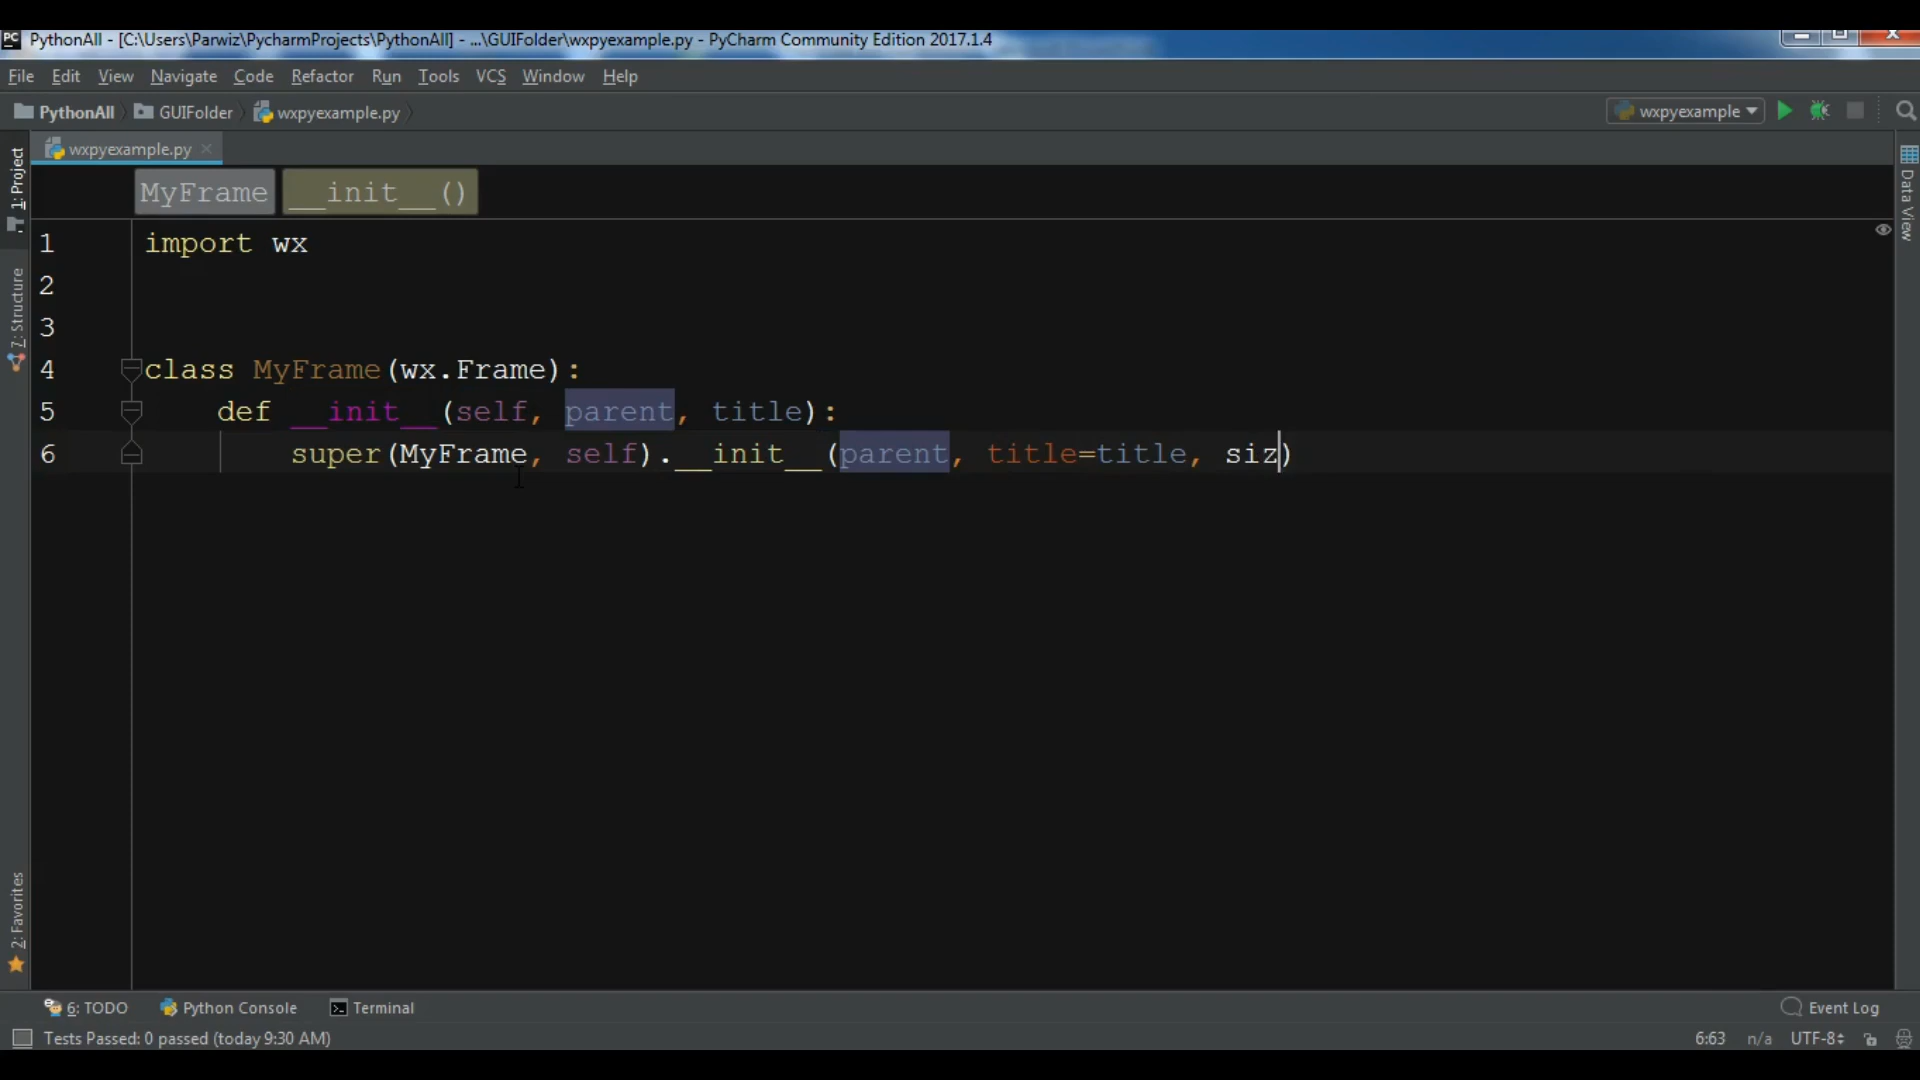 PC PythonAll - [C:\Users\Parwiz\PycharmProjects\PythonAll] - ...\GUIFolder\wxpyexample.py - PyCharm Community Edition 2017.1.4
File Edit View Navigate Code Refactor Run Tools VCS Window Help
PythonAll GUIFolder wxpyexample.py wxpyexample
wxpyexample.py
MyFrame __init__()
1 import wx
2
3
4 class MyFrame(wx.Frame):
5 def __init__(self, parent, title):
6 super(MyFrame, self).__init__(parent, title=title, siz)
1: Project
7: Structure
2: Favorites
Data View
6: TODO Python Console Terminal Event Log
Tests Passed: 0 passed (today 9:30 AM) 6:63 n/a UTF-8